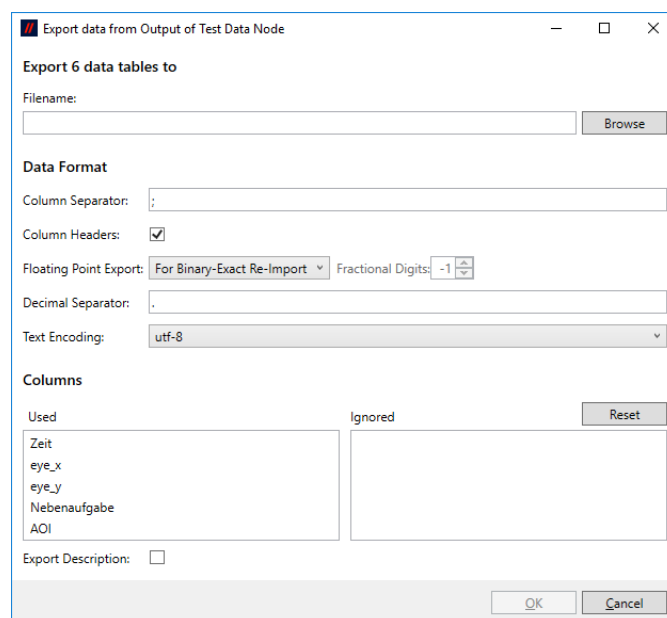 Export data from Output of Test Data Node
Export 6 data tables to
Filename:
Browse
Data Format
Column Separator: ;
Column Headers:
Floating Point Export: For Binary-Exact Re-Import Fractional Digits: -1
Decimal Separator: .
Text Encoding: utf-8
Columns
Used Ignored Reset
Zeit
eye_x
eye_y
Nebenaufgabe
AOI
Export Description:
OK Cancel